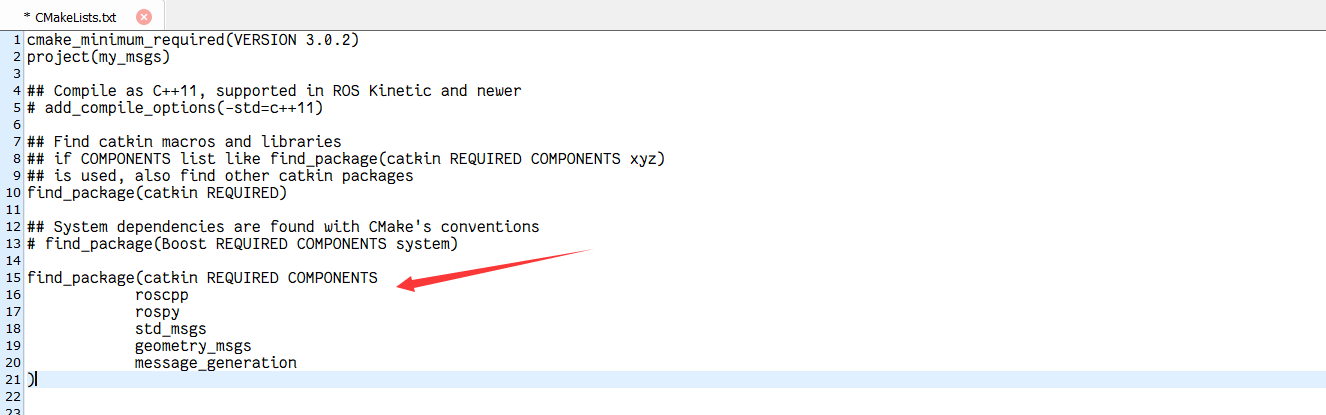 * CMakeLists.txt
1 cmake_minimum_required(VERSION 3.0.2)
2 project(my_msgs)
3
4 ## Compile as C++11, supported in ROS Kinetic and newer
5 # add_compile_options(-std=c++11)
6
7 ## Find catkin macros and libraries
8 ## if COMPONENTS list like find_package(catkin REQUIRED COMPONENTS xyz)
9 ## is used, also find other catkin packages
10 find_package(catkin REQUIRED)
11
12 ## System dependencies are found with CMake's conventions
13 # find_package(Boost REQUIRED COMPONENTS system)
14
15 find_package(catkin REQUIRED COMPONENTS
16 roscpp
17 rospy
18 std_msgs
19 geometry_msgs
20 message_generation
21 )
22
23